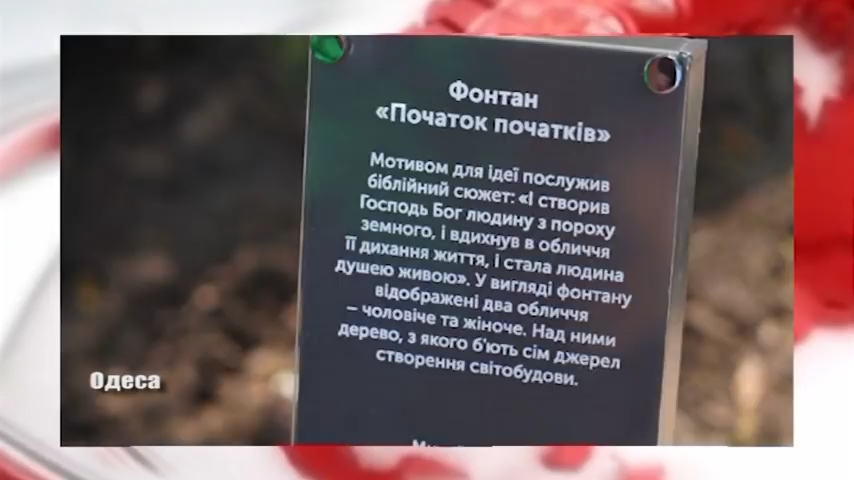 Фонтан
«Початок початків»
Мотивом для ідеї послужив
біблійний сюжет: «І створив
Господь Бог людину з пороху
земного, і вдихнув в обличчя
її дихання життя, і стала людина
душею живою». У вигляді фонтану
відображені два обличчя
– чоловіче та жіноче. Над ними
дерево, з якого б'ють сім джерел
створення світобудови.
Одеса